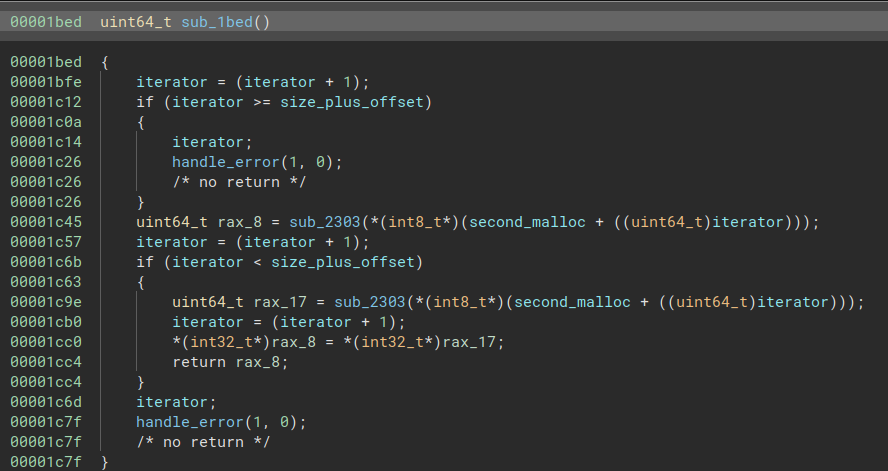 00001bed uint64_t sub_1bed()
00001bed {
00001bfe iterator = (iterator + 1);
00001c12 if (iterator >= size_plus_offset)
00001c0a {
00001c14 iterator;
00001c26 handle_error(1, 0);
00001c26 /* no return */
00001c26 }
00001c45 uint64_t rax_8 = sub_2303(*(int8_t*)(second_malloc + ((uint64_t)iterator)));
00001c57 iterator = (iterator + 1);
00001c6b if (iterator < size_plus_offset)
00001c63 {
00001c9e uint64_t rax_17 = sub_2303(*(int8_t*)(second_malloc + ((uint64_t)iterator)));
00001cb0 iterator = (iterator + 1);
00001cc0 *(int32_t*)rax_8 = *(int32_t*)rax_17;
00001cc4 return rax_8;
00001cc4 }
00001c6d iterator;
00001c7f handle_error(1, 0);
00001c7f /* no return */
00001c7f }